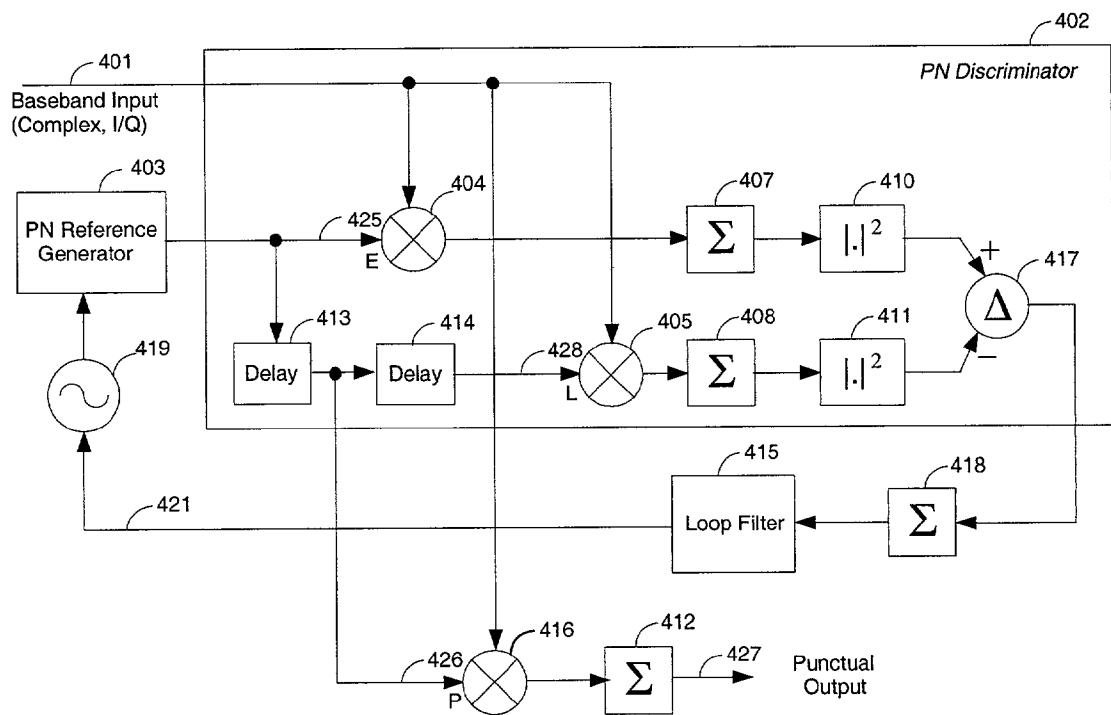 402
401
PN Discriminator
Baseband Input
(Complex, I/Q)
403
404
407
410
PN Reference
Generator
425
E
Σ
|.|²
+
417
Δ
413
414
405
408
411
419
428
Delay
Delay
L
Σ
|.|²
−
415
418
421
Loop Filter
Σ
416
412
426
427
Punctual
Output
P
Σ